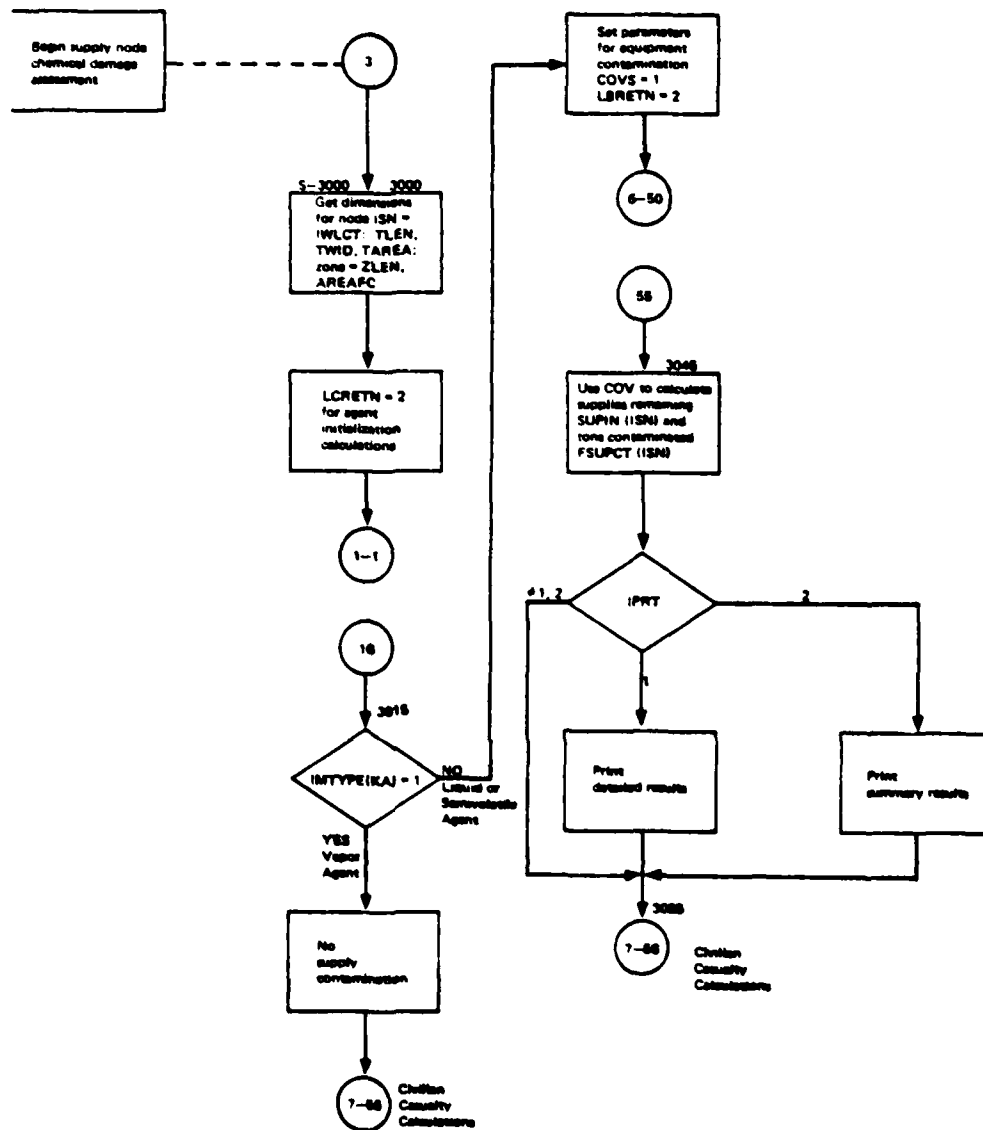 Begin supply node
chemical damage
assessment
3
S-3000 3000
Get dimensions
for node ISN =
IWLCT: TLEN,
TWID, TAREA;
zone = ZLEN,
AREAFC
LCRETN = 2
for agent
initialization
calculations
1-1
16
3015
IMTYPE(KA) = 1
NO
Liquid or
Semivolatile
Agent
YES
Vapor
Agent
No
supply
contamination
7-66
Civilian
Casualty
Calculations
Set parameters
for equipment
contamination
COVS = 1
LBRETN = 2
6-50
55
3045
Use COV to calculate
supplies remaining
SUPIN (ISN) and
tons contaminated
FSUPCT (ISN)
IPRT
≠ 1, 2
2
1
Print
detailed results
Print
summary results
Civilian
Casualty
Calculations